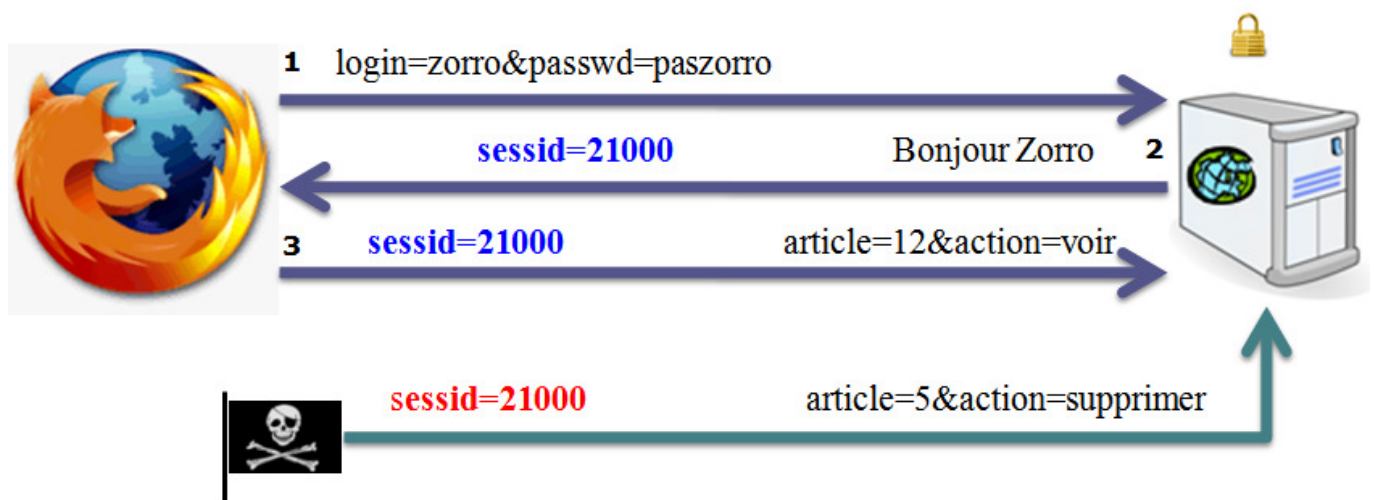 1 login=zorro&passwd=paszorro
sessid=21000 Bonjour Zorro 2
3 sessid=21000 article=12&action=voir
sessid=21000 article=5&action=supprimer